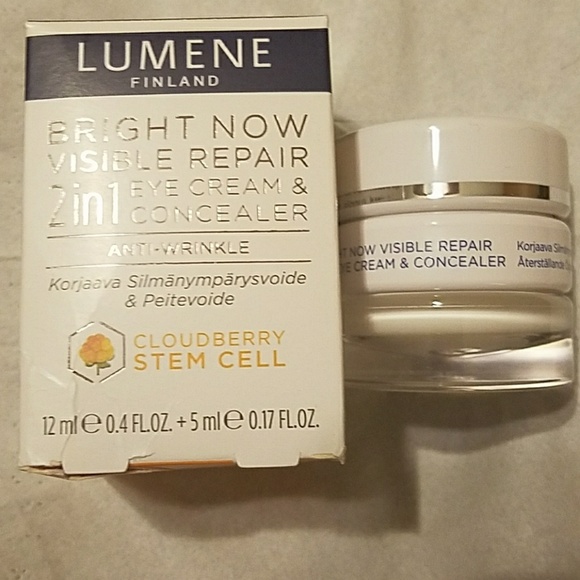 LUMENE
FINLAND
BRIGHT NOW
VISIBLE REPAIR
2in1 EYE CREAM &
CONCEALER
ANTI-WRINKLE
Korjaava Silmänympärysvoide
& Peitevoide
CLOUDBERRY
STEM CELL
12 ml e 0.4 FL.OZ. + 5 ml e 0.17 FL.OZ.
NOW VISIBLE REPAIR
EYE CREAM & CONCEALER
Korjaava
Återställande